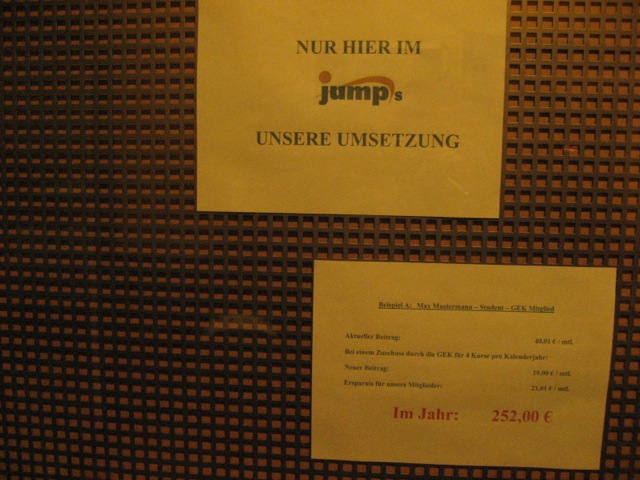 NUR HIER IM
jump's
UNSERE UMSETZUNG
Beispiel A: Max Mustermann – Student – GEK Mitglied
Aktueller Beitrag: 40,01 € / mtl.
Bei einem Zuschuss durch die GEK für 4 Kurse pro Kalenderjahr:
Neuer Beitrag: 19,00 € / mtl.
Ersparnis für unsere Mitglieder: 21,01 € / mtl.
Im Jahr: 252,00 €